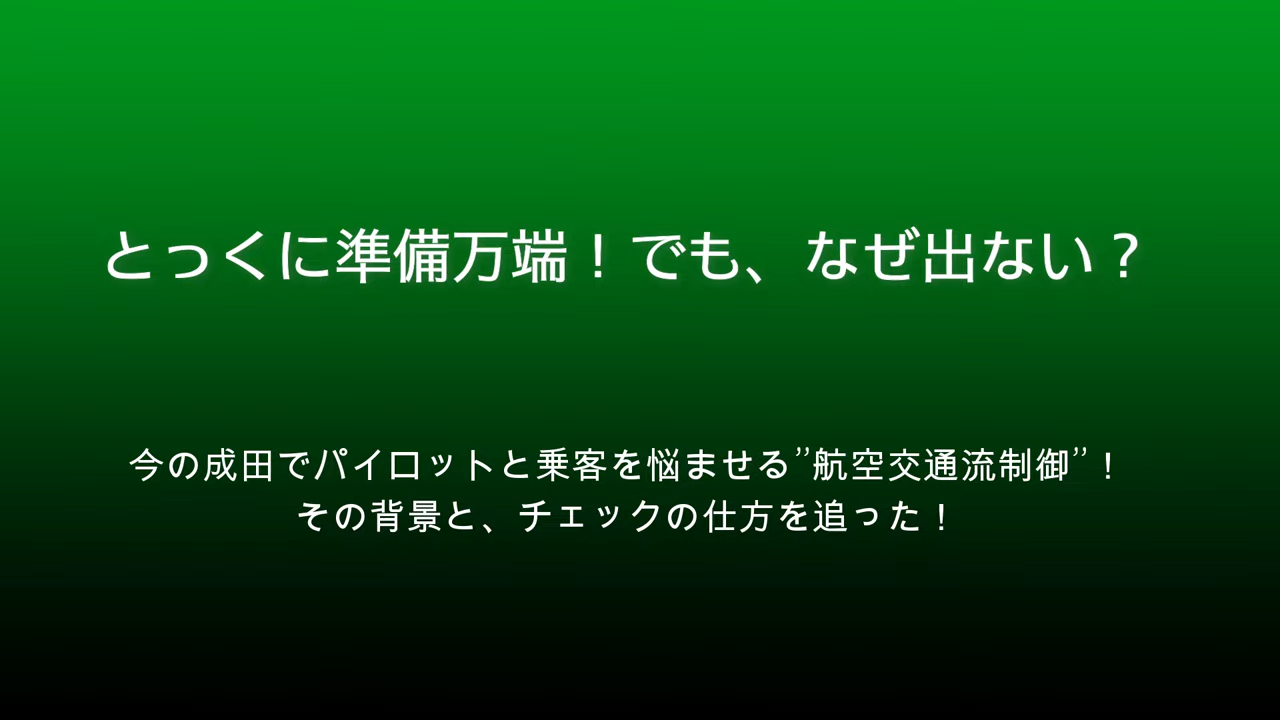 とっくに準備万端！でも、なぜ出ない？
今の成田でパイロットと乗客を悩ませる”航空交通流制御”！
その背景と、チェックの仕方を追った！